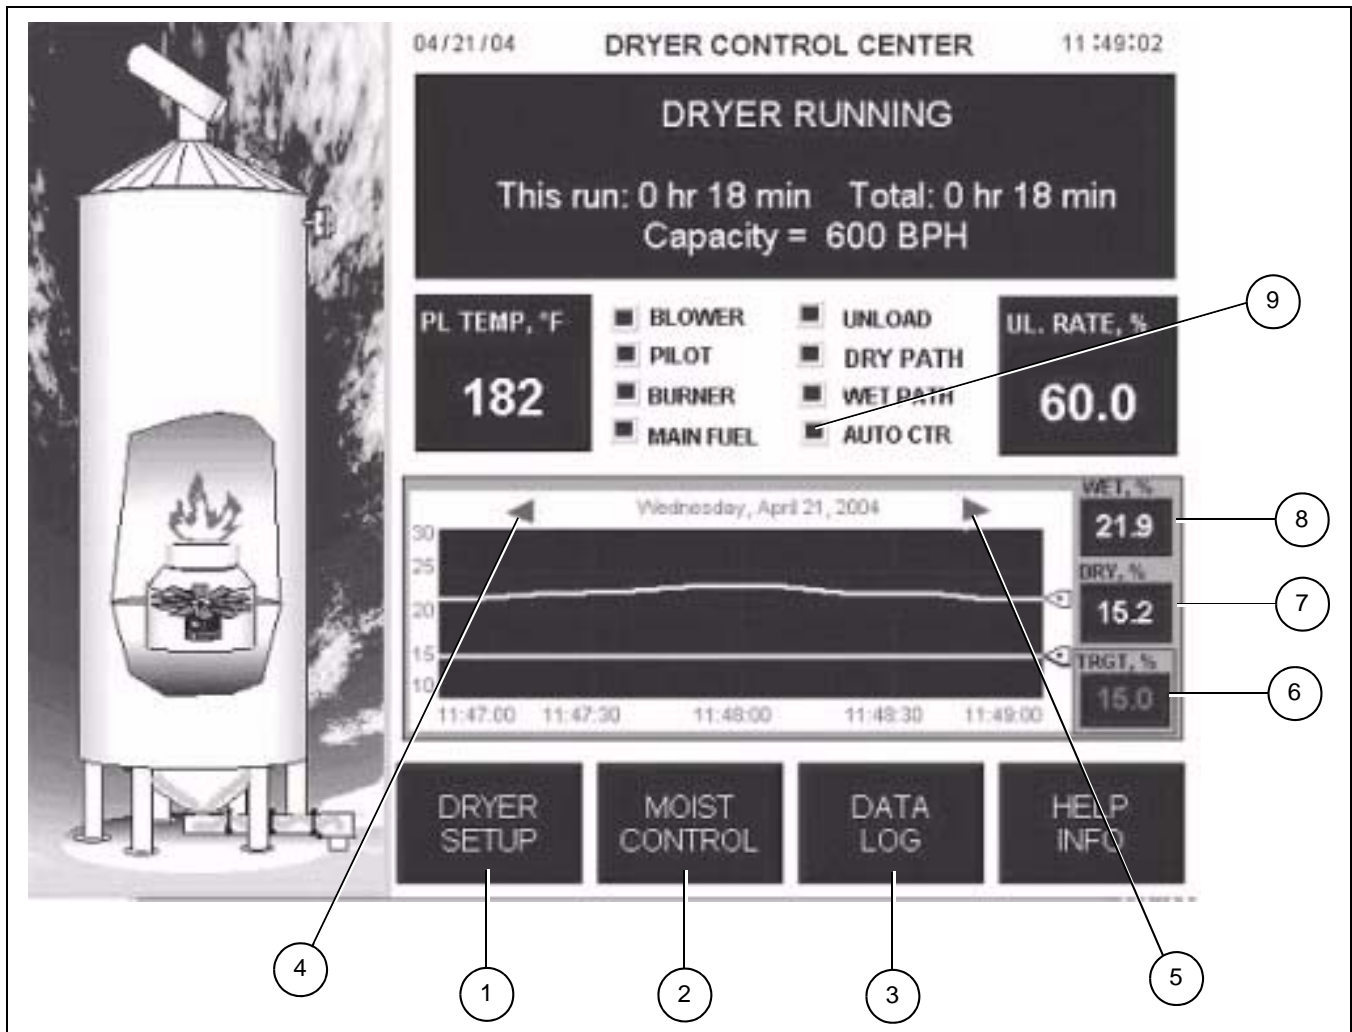 04/21/04 DRYER CONTROL CENTER 11:49:02
DRYER RUNNING
This run: 0 hr 18 min Total: 0 hr 18 min
Capacity = 600 BPH
9
PL TEMP, °F
182
BLOWER
PILOT
BURNER
MAIN FUEL
UNLOAD
DRY PATH
WET PATH
AUTO CTR
UL. RATE, %
60.0
Wednesday, April 21, 2004
30
25
20
15
10
11:47:00 11:47:30 11:48:00 11:48:30 11:49:00
WET, %
21.9
8
DRY, %
15.2
7
TRGT, %
15.0
6
DRYER
SETUP
MOIST
CONTROL
DATA
LOG
HELP
INFO
4
1
2
3
5